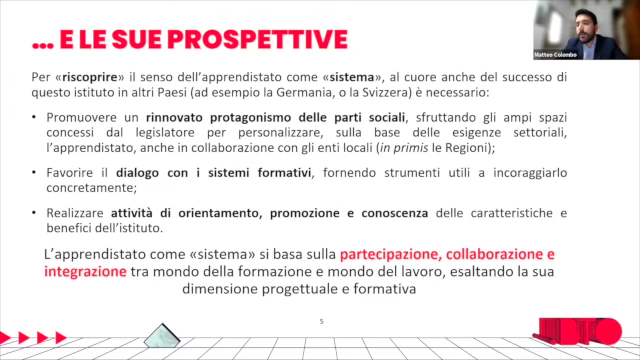 ... E LE SUE PROSPETTIVE
Matteo Colombo
Per «riscoprire» il senso dell'apprendistato come «sistema», al cuore anche del successo di
questo istituto in altri Paesi (ad esempio la Germania, o la Svizzera) è necessario:
• Promuovere un rinnovato protagonismo delle parti sociali, sfruttando gli ampi spazi
concessi dal legislatore per personalizzare, sulla base delle esigenze settoriali,
l'apprendistato, anche in collaborazione con gli enti locali (in primis le Regioni);
• Favorire il dialogo con i sistemi formativi, fornendo strumenti utili a incoraggiarlo
concretamente;
• Realizzare attività di orientamento, promozione e conoscenza delle caratteristiche e
benefici dell'istituto.
L'apprendistato come «sistema» si basa sulla partecipazione, collaborazione e
integrazione tra mondo della formazione e mondo del lavoro, esaltando la sua
dimensione progettuale e formativa
5